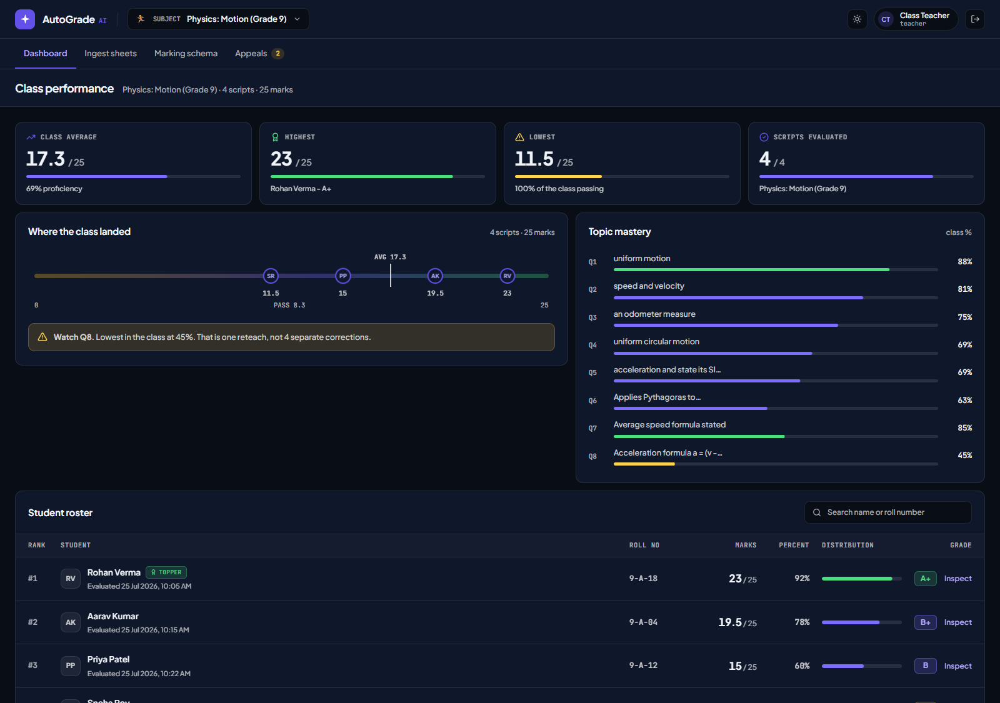 AutoGrade AI
SUBJECT Physics: Motion (Grade 9)
CT
Class Teacher
teacher
Dashboard
Ingest sheets
Marking schema
Appeals 2
Class performance
Physics: Motion (Grade 9) · 4 scripts · 25 marks
CLASS AVERAGE
17.3 / 25
69% proficiency
HIGHEST
23 / 25
Rohan Verma - A+
LOWEST
11.5 / 25
100% of the class passing
SCRIPTS EVALUATED
4 / 4
Physics: Motion (Grade 9)
Where the class landed
4 scripts · 25 marks
AVG 17.3
SR
PP
AK
RV
11.5
15
19.5
23
0
PASS 8.3
25
Watch Q8. Lowest in the class at 45%. That is one reteach, not 4 separate corrections.
Topic mastery
class %
Q1 uniform motion 88%
Q2 speed and velocity 81%
Q3 an odometer measure 75%
Q4 uniform circular motion 69%
Q5 acceleration and state its SI... 69%
Q6 Applies Pythagoras to... 63%
Q7 Average speed formula stated 85%
Q8 Acceleration formula a = (v -... 45%
Student roster
Search name or roll number
RANK STUDENT ROLL NO MARKS PERCENT DISTRIBUTION GRADE
#1 RV Rohan Verma TOPPER 9-A-18 23/25 92% A+ Inspect
Evaluated 25 Jul 2026, 10:05 AM
#2 AK Aarav Kumar 9-A-04 19.5/25 78% B+ Inspect
Evaluated 25 Jul 2026, 10:15 AM
#3 PP Priya Patel 9-A-12 15/25 60% B Inspect
Evaluated 25 Jul 2026, 10:22 AM